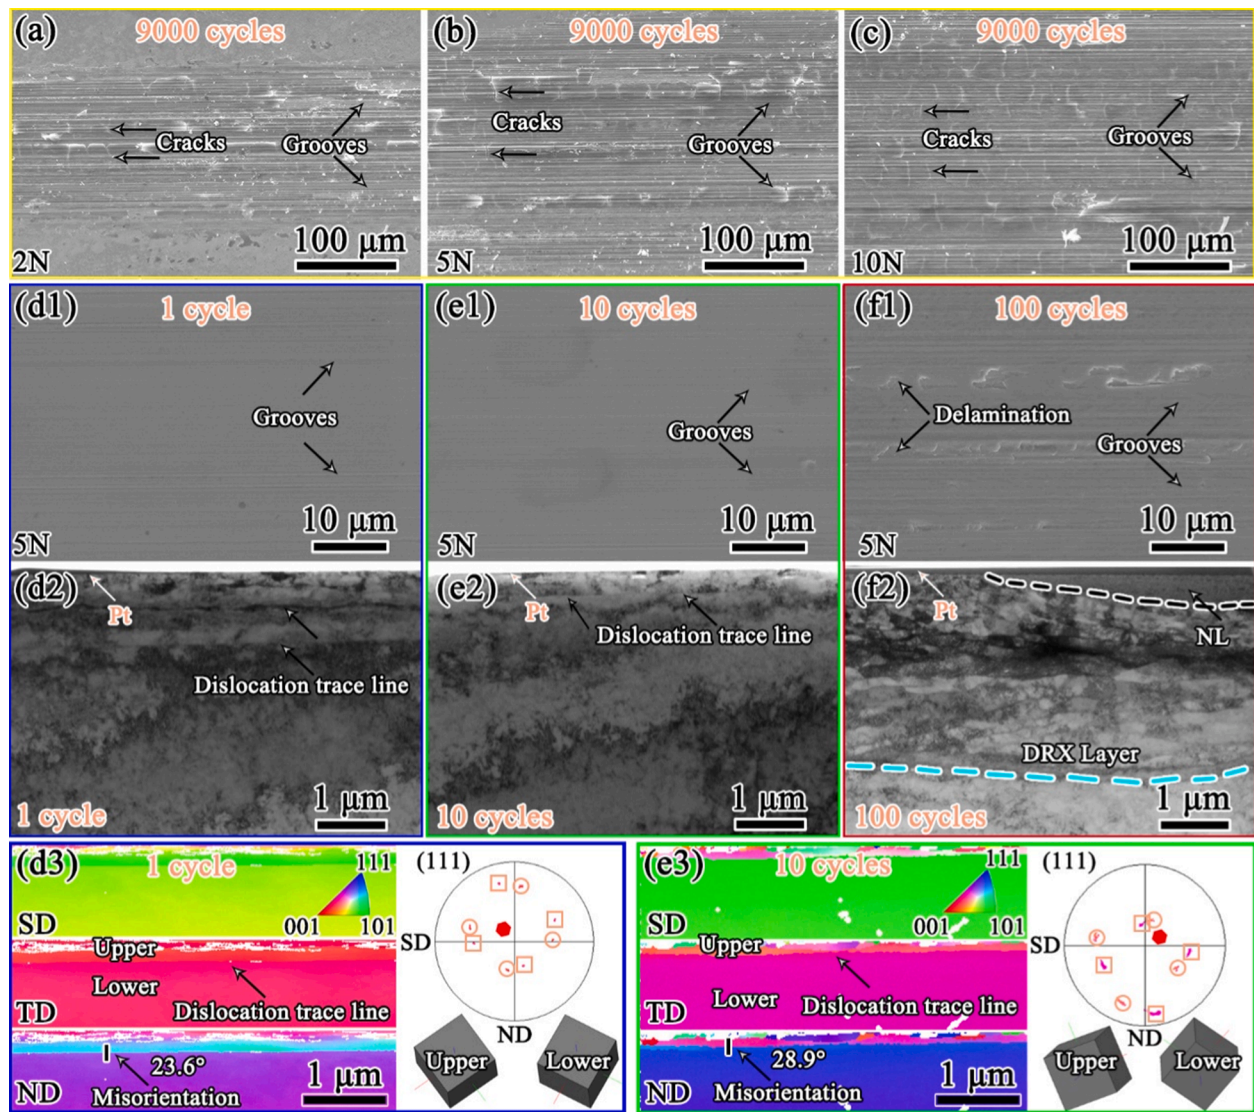 (a) 9000 cycles
Cracks
Grooves
2N
100 μm
(b) 9000 cycles
Cracks
Grooves
5N
100 μm
(c) 9000 cycles
Cracks
Grooves
10N
100 μm
(d1) 1 cycle
Grooves
5N
10 μm
(e1) 10 cycles
Grooves
5N
10 μm
(f1) 100 cycles
Delamination
Grooves
5N
10 μm
(d2)
Pt
Dislocation trace line
1 cycle
1 μm
(e2)
Pt
Dislocation trace line
10 cycles
1 μm
(f2)
Pt
NL
DRX Layer
100 cycles
1 μm
(d3) 1 cycle
111
001 101
SD
Upper
Lower
Dislocation trace line
TD
23.6°
Misorientation
ND
1 μm
(111)
SD
ND
Upper
Lower
(e3) 10 cycles
111
001 101
SD
Upper
Lower
Dislocation trace line
TD
28.9°
Misorientation
ND
1 μm
(111)
SD
ND
Upper
Lower